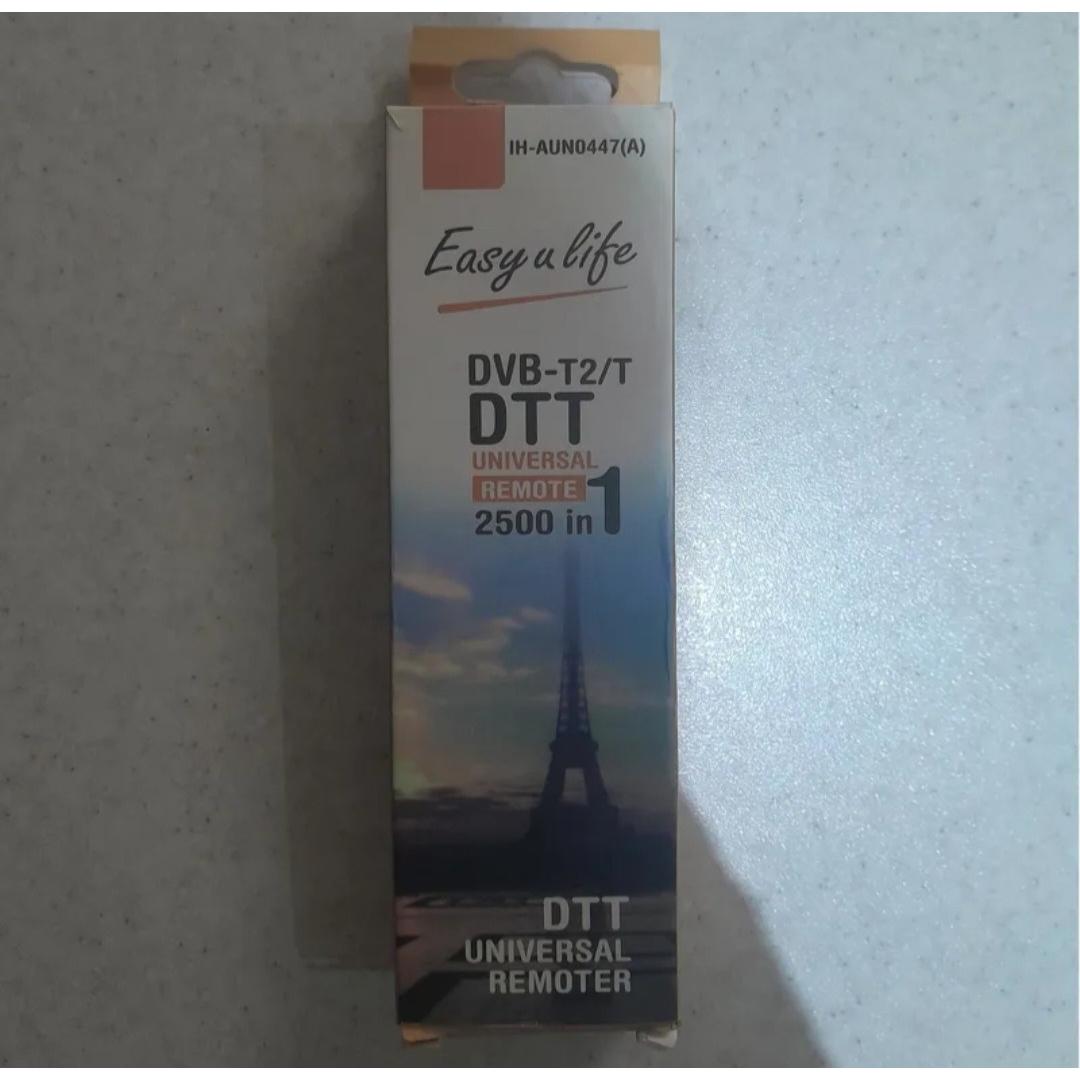 IH-AUN0447(A)
Easy u life
DVB-T2/T
DTT
UNIVERSAL
REMOTE
2500 in 1
DTT
UNIVERSAL
REMOTER